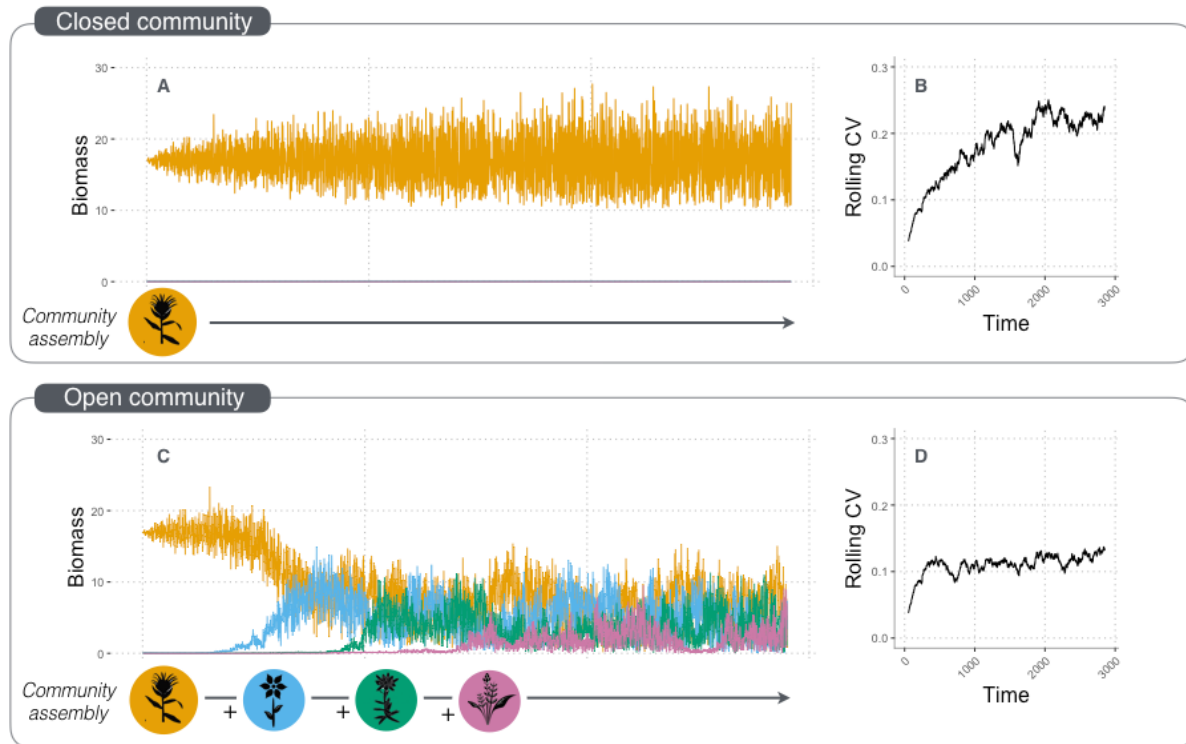 Closed community
A
30
20
10
0
Biomass
Community
assembly
B
0.3
0.2
0.1
0.0
Rolling CV
0
1000
2000
3000
Time
Open community
C
30
20
10
0
Biomass
Community
assembly
+
+
+
D
0.3
0.2
0.1
0.0
Rolling CV
0
1000
2000
3000
Time